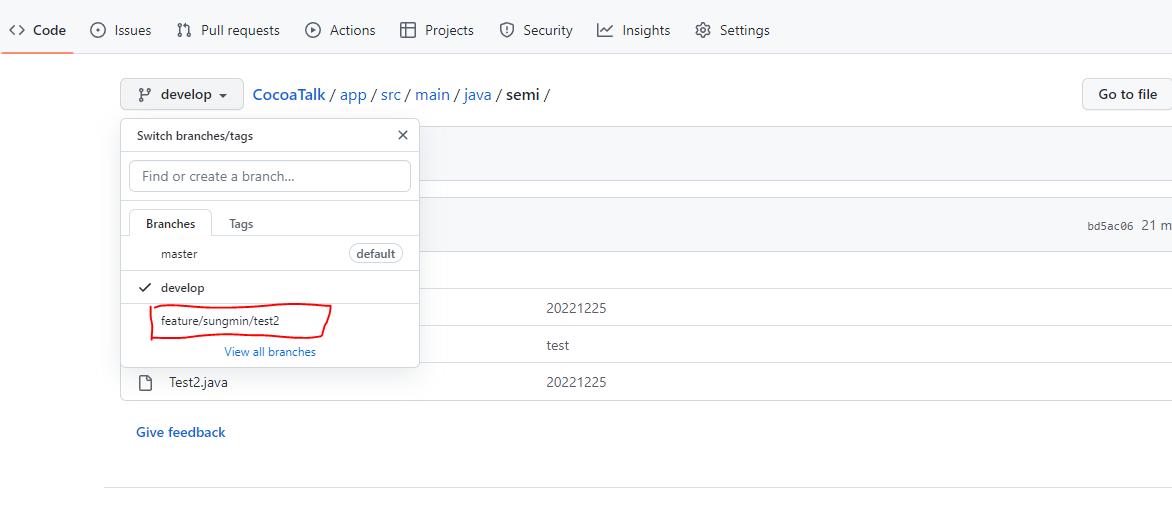 Code Issues Pull requests Actions Projects Security Insights Settings
develop CocoaTalk / app / src / main / java / semi / Go to file
Switch branches/tags
Find or create a branch...
Branches Tags
bd5ac06 21 m
master default
develop
feature/sungmin/test2
20221225
test
View all branches
Test2.java 20221225
Give feedback